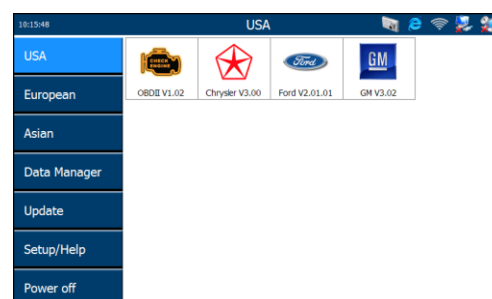 10:15:48
USA
USA
European
Asian
Data Manager
Update
Setup/Help
Power off
CHECK
ENGINE
Ford
GM
OBDII V1.02
Chrysler V3.00
Ford V2.01.01
GM V3.02